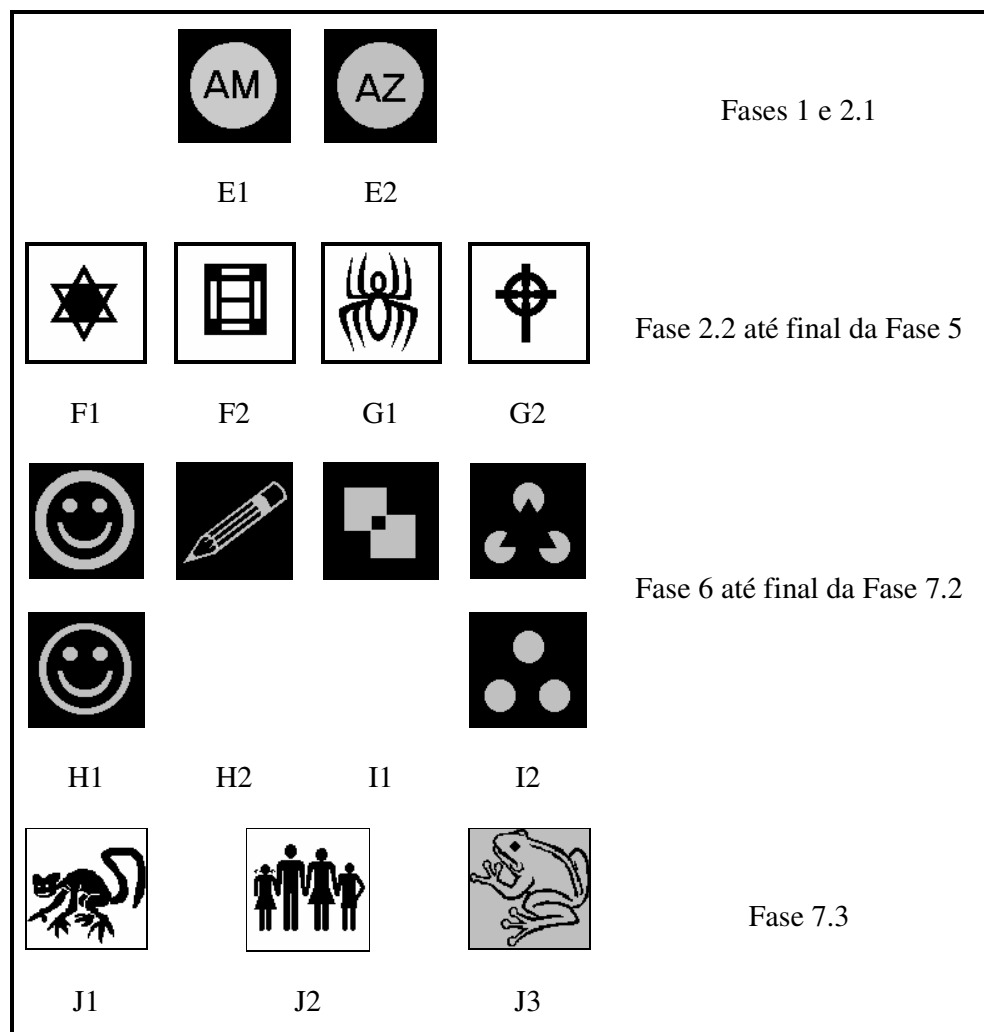 AM AZ
Fases 1 e 2.1
E1 E2
Fase 2.2 até final da Fase 5
F1 F2 G1 G2
Fase 6 até final da Fase 7.2
H1 H2 I1 I2
Fase 7.3
J1 J2 J3